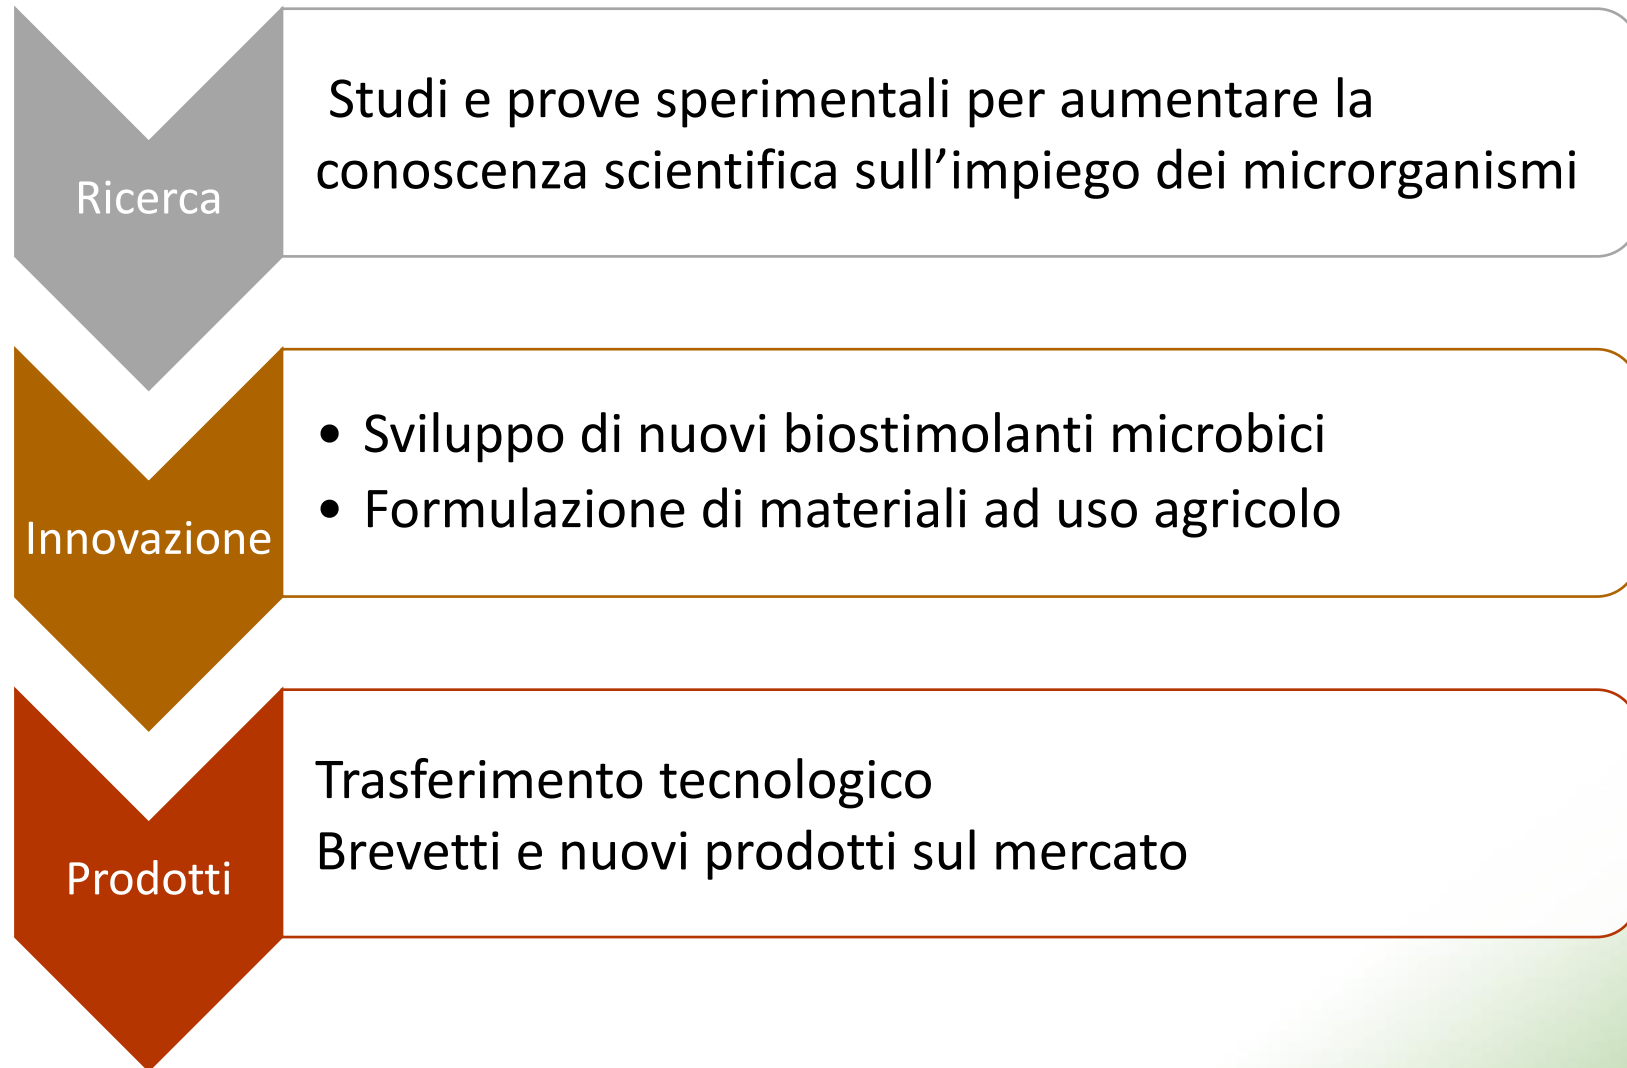 Ricerca
Studi e prove sperimentali per aumentare la
conoscenza scientifica sull’impiego dei microrganismi
Innovazione
• Sviluppo di nuovi biostimolanti microbici
• Formulazione di materiali ad uso agricolo
Prodotti
Trasferimento tecnologico
Brevetti e nuovi prodotti sul mercato